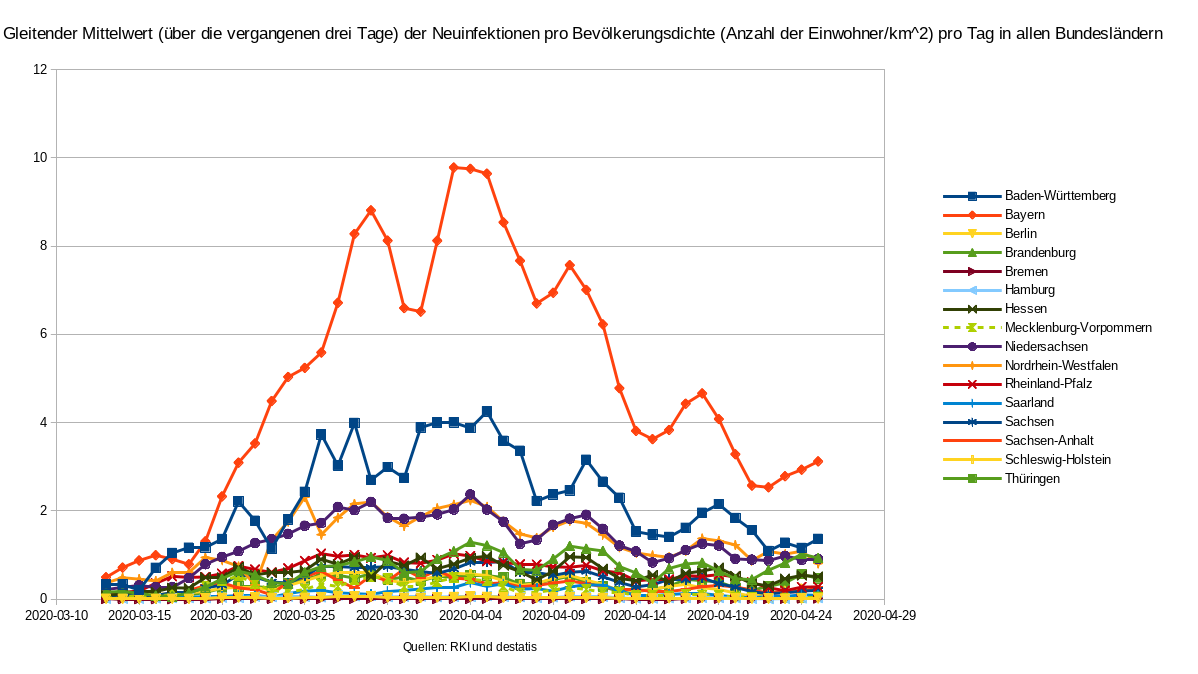 Gleitender Mittelwert (über die vergangenen drei Tage) der Neuinfektionen pro Bevölkerungsdichte (Anzahl der Einwohner/km^2) pro Tag in allen Bundesländern
12
10
8
6
4
2
0
2020-03-10 2020-03-15 2020-03-20 2020-03-25 2020-03-30 2020-04-04 2020-04-09 2020-04-14 2020-04-19 2020-04-24 2020-04-29
Quellen: RKI und destatis
Baden-Württemberg
Bayern
Berlin
Brandenburg
Bremen
Hamburg
Hessen
Mecklenburg-Vorpommern
Niedersachsen
Nordrhein-Westfalen
Rheinland-Pfalz
Saarland
Sachsen
Sachsen-Anhalt
Schleswig-Holstein
Thüringen